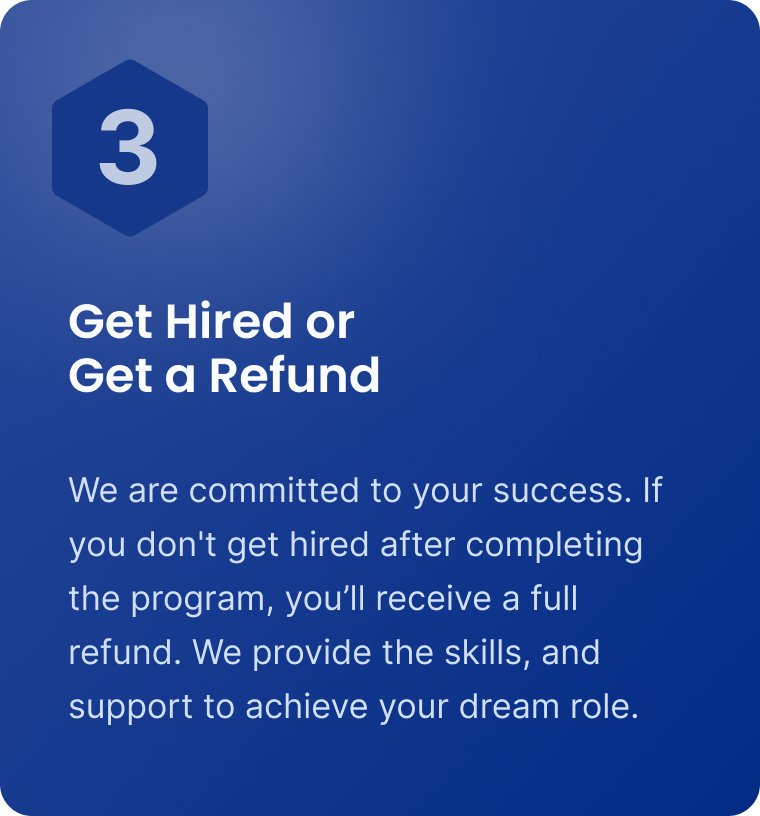 3
Get Hired or
Get a Refund
We are committed to your success. If
you don't get hired after completing
the program, you’ll receive a full
refund. We provide the skills, and
support to achieve your dream role.